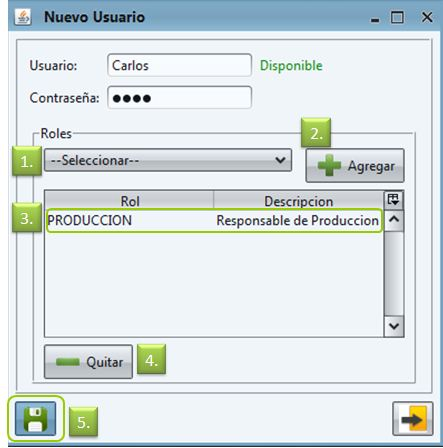 Nuevo Usuario
Usuario: Carlos Disponible
Contraseña: ●●●●
Roles
2.
1. --Seleccionar-- Agregar
Rol Descripcion
3. PRODUCCION Responsable de Produccion
Quitar 4.
5.